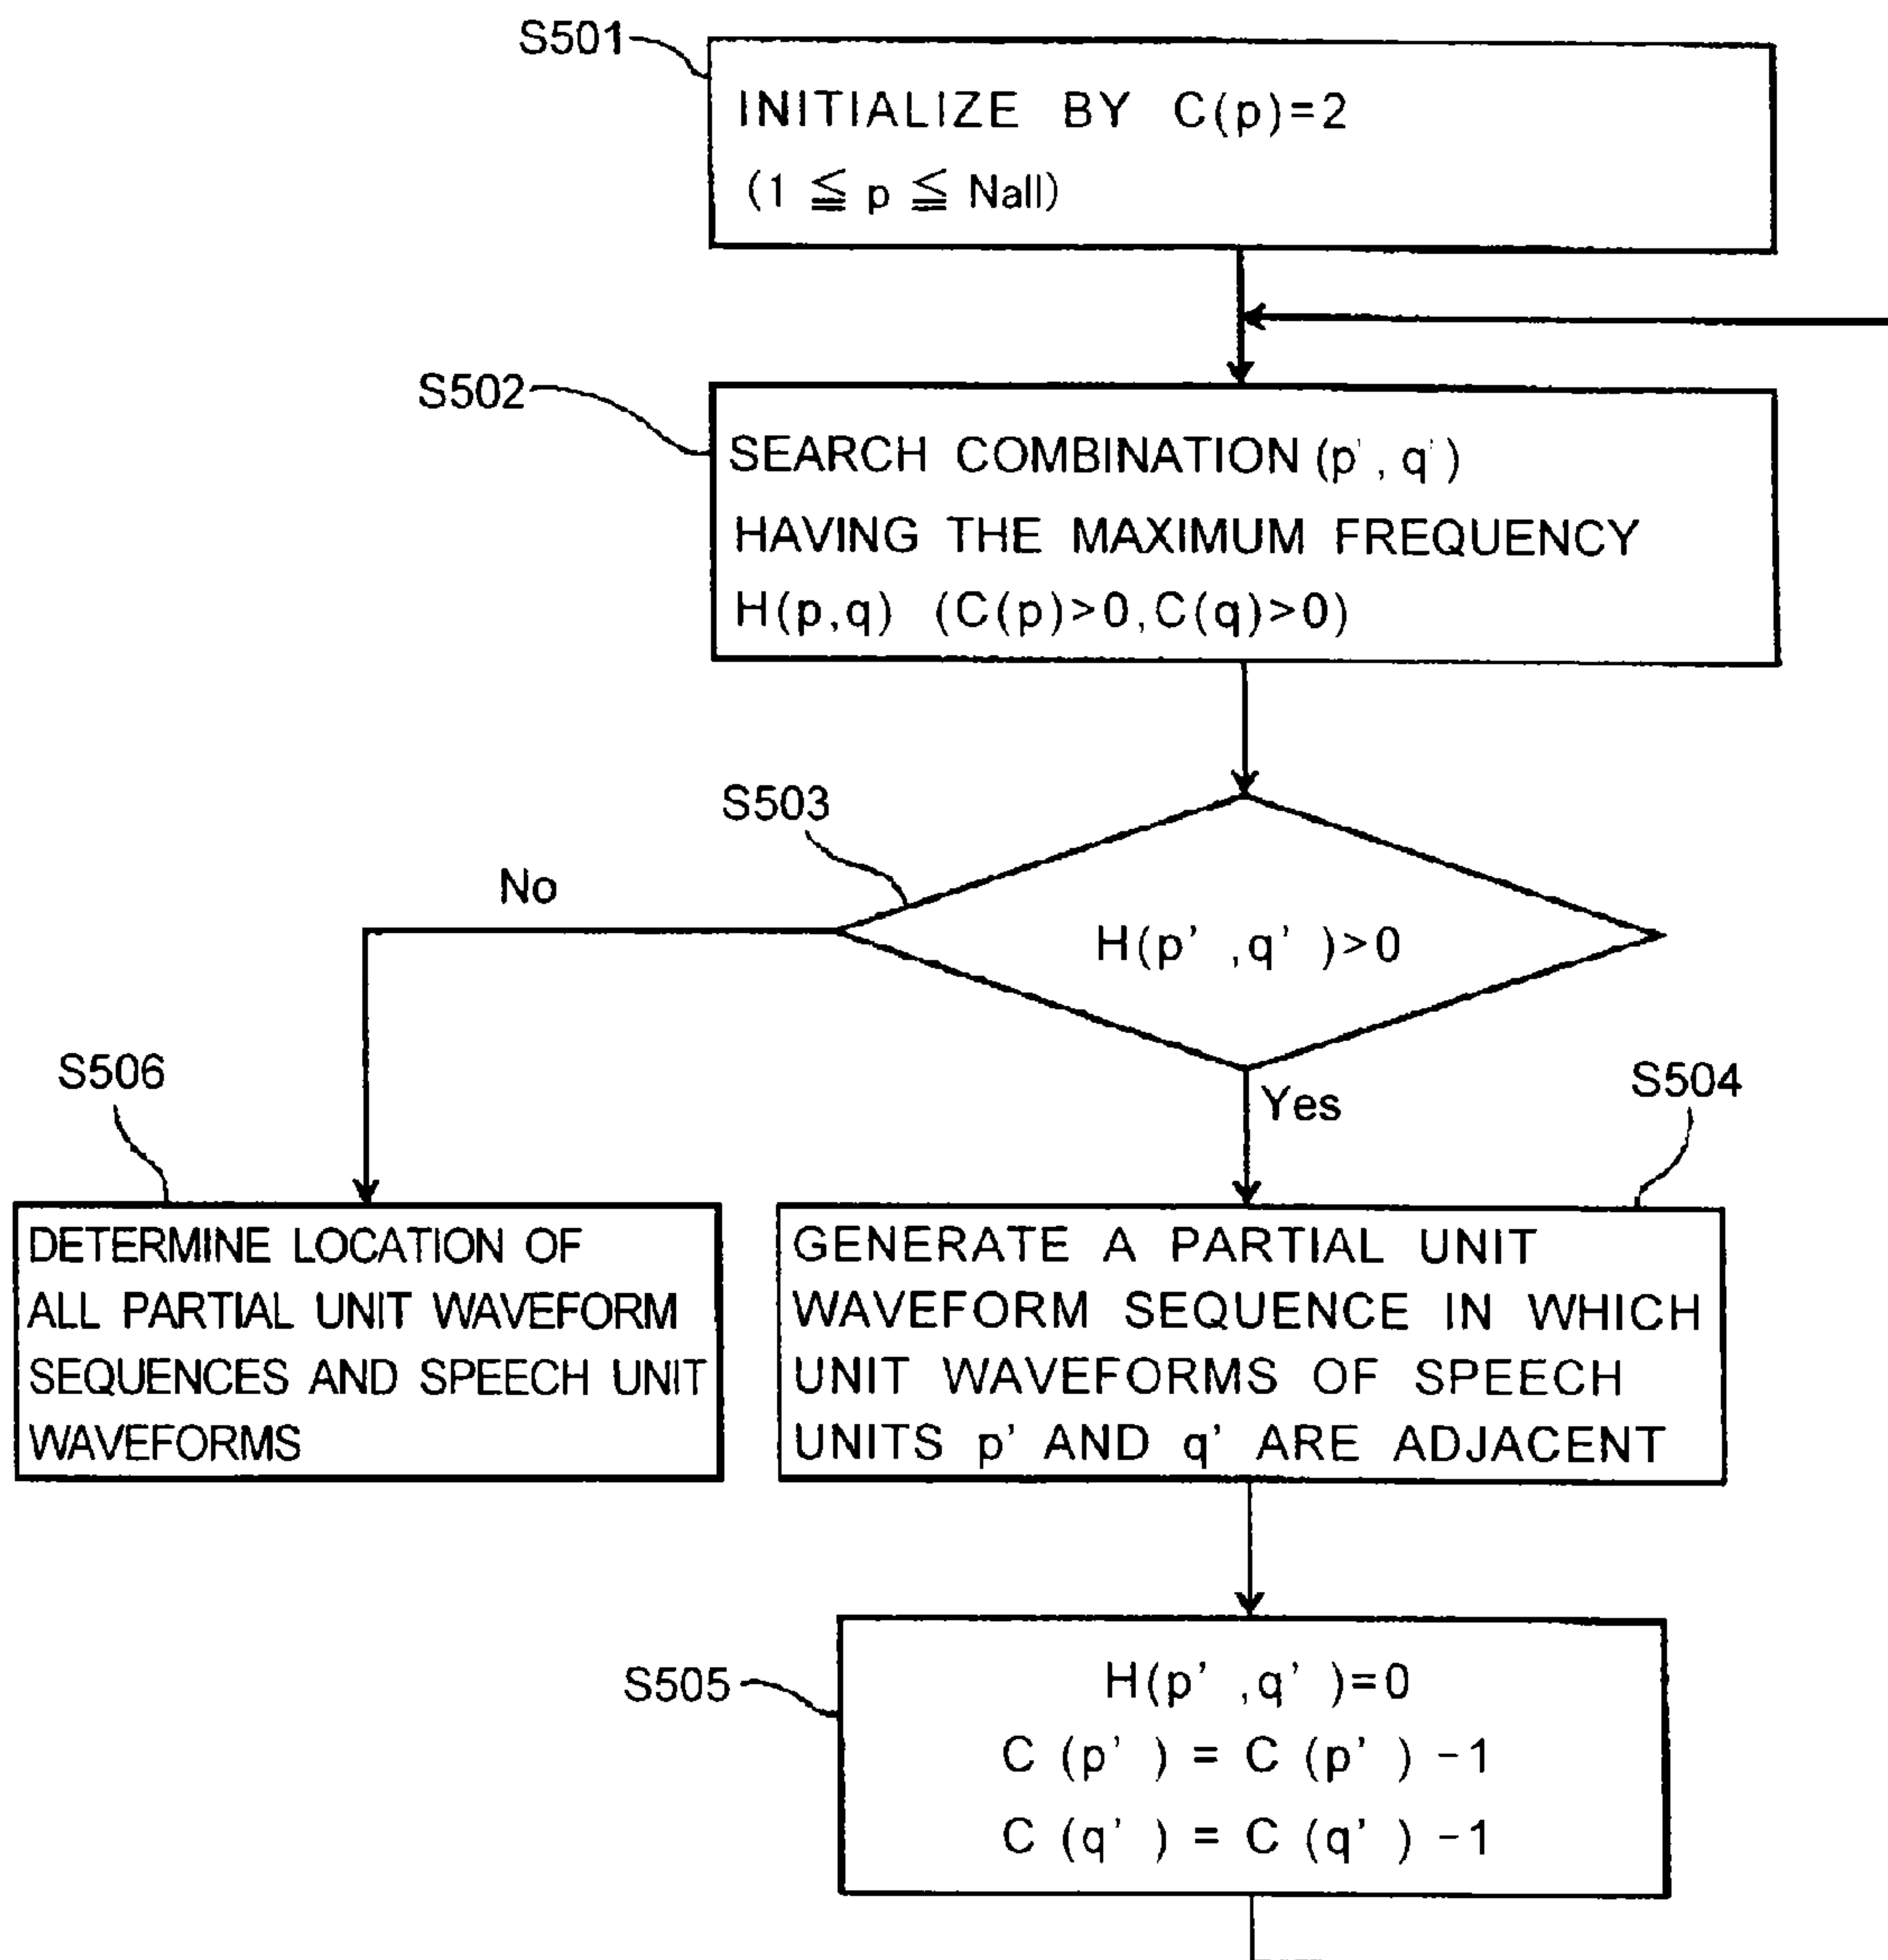 S501
INITIALIZE BY C(p)=2
(1 ≦ p ≦ Nall)
S502
SEARCH COMBINATION (p', q')
HAVING THE MAXIMUM FREQUENCY
H(p,q) (C(p)>0,C(q)>0)
S503
No
H(p' ,q' )>0
Yes
S506
S504
DETERMINE LOCATION OF
ALL PARTIAL UNIT WAVEFORM
SEQUENCES AND SPEECH UNIT
WAVEFORMS
GENERATE A PARTIAL UNIT
WAVEFORM SEQUENCE IN WHICH
UNIT WAVEFORMS OF SPEECH
UNITS p' AND q' ARE ADJACENT
S505
H(p' ,q' )=0
C (p' ) = C (p' ) -1
C (q' ) = C (q' ) -1